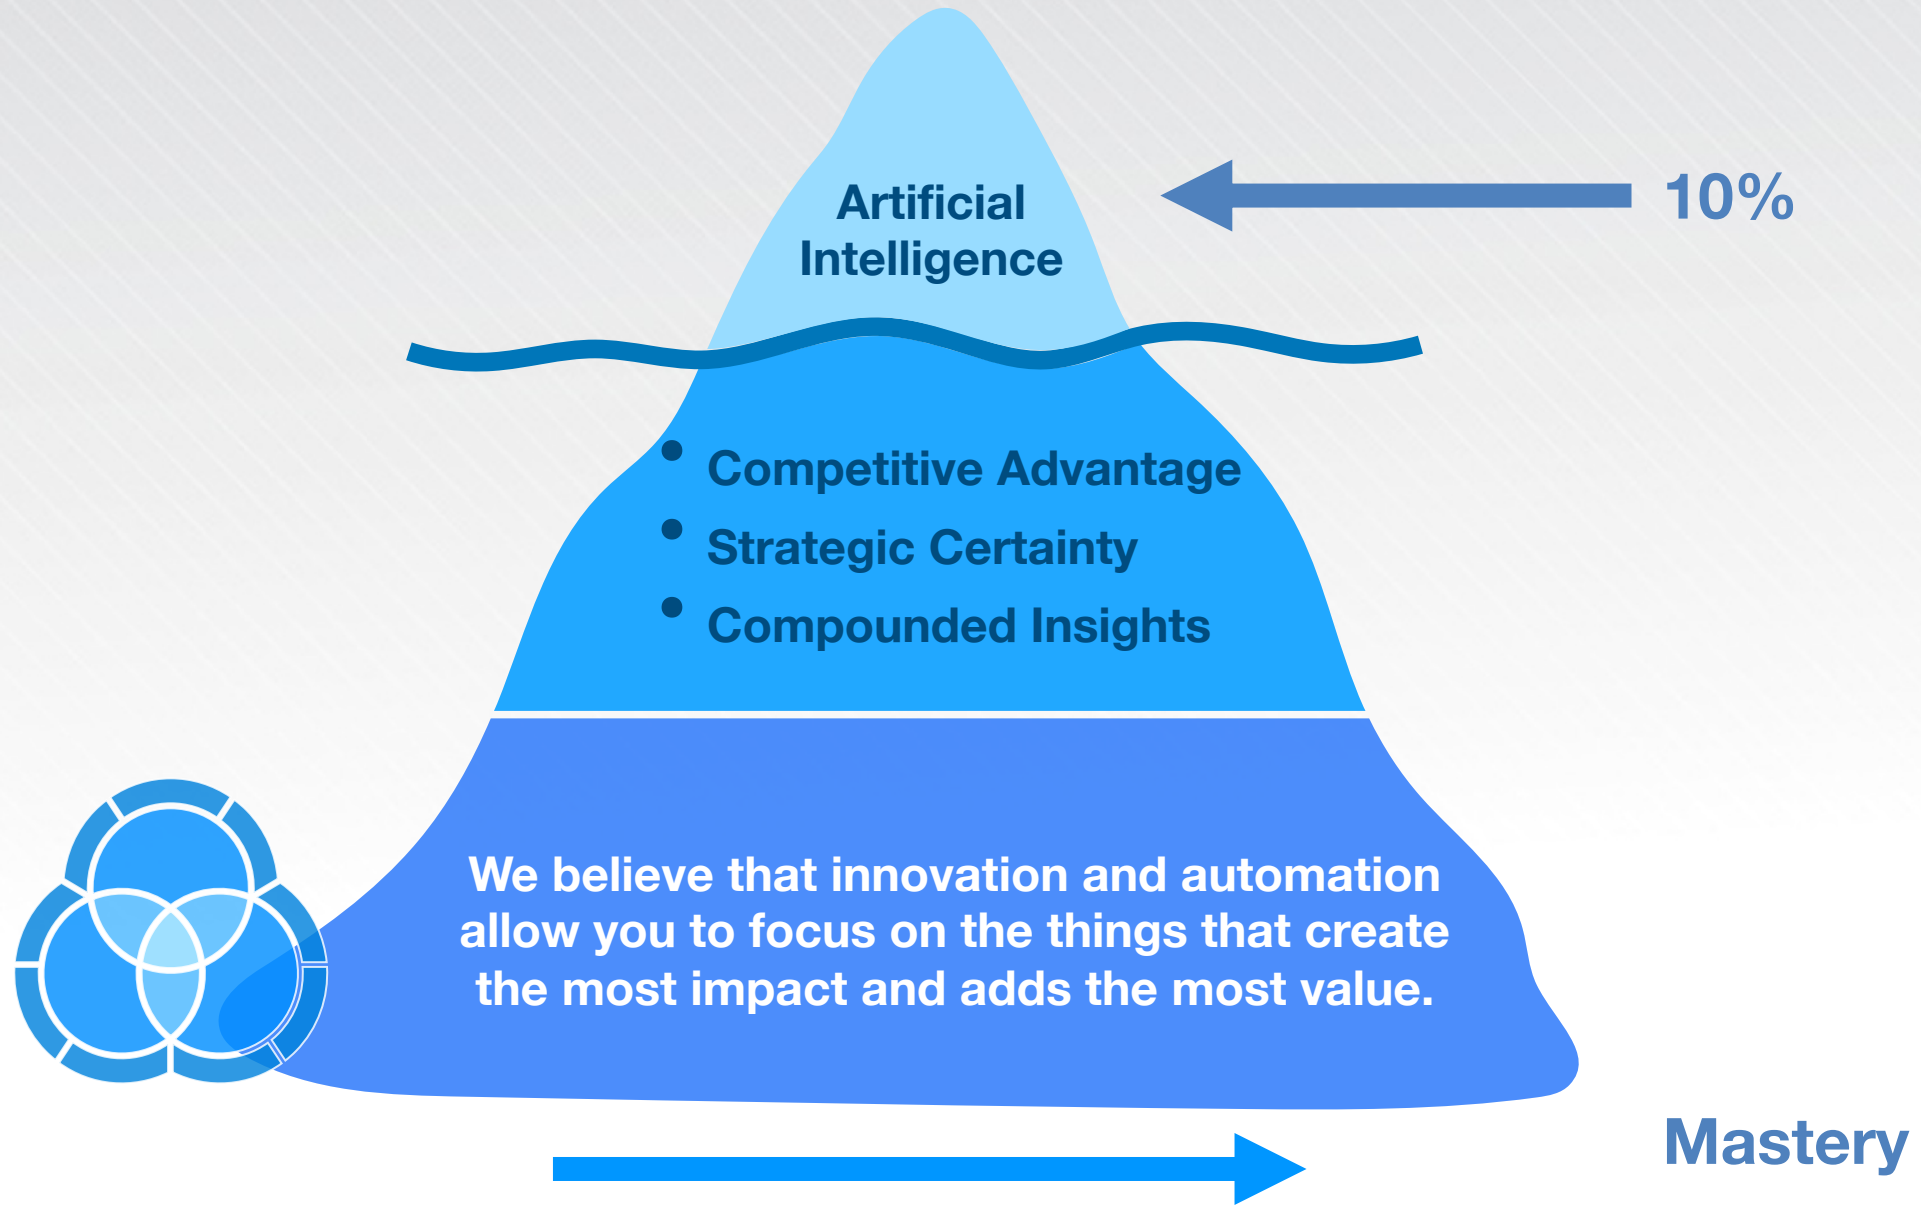 Artificial
Intelligence
10%
• Competitive Advantage
• Strategic Certainty
• Compounded Insights
We believe that innovation and automation
allow you to focus on the things that create
the most impact and adds the most value.
Mastery